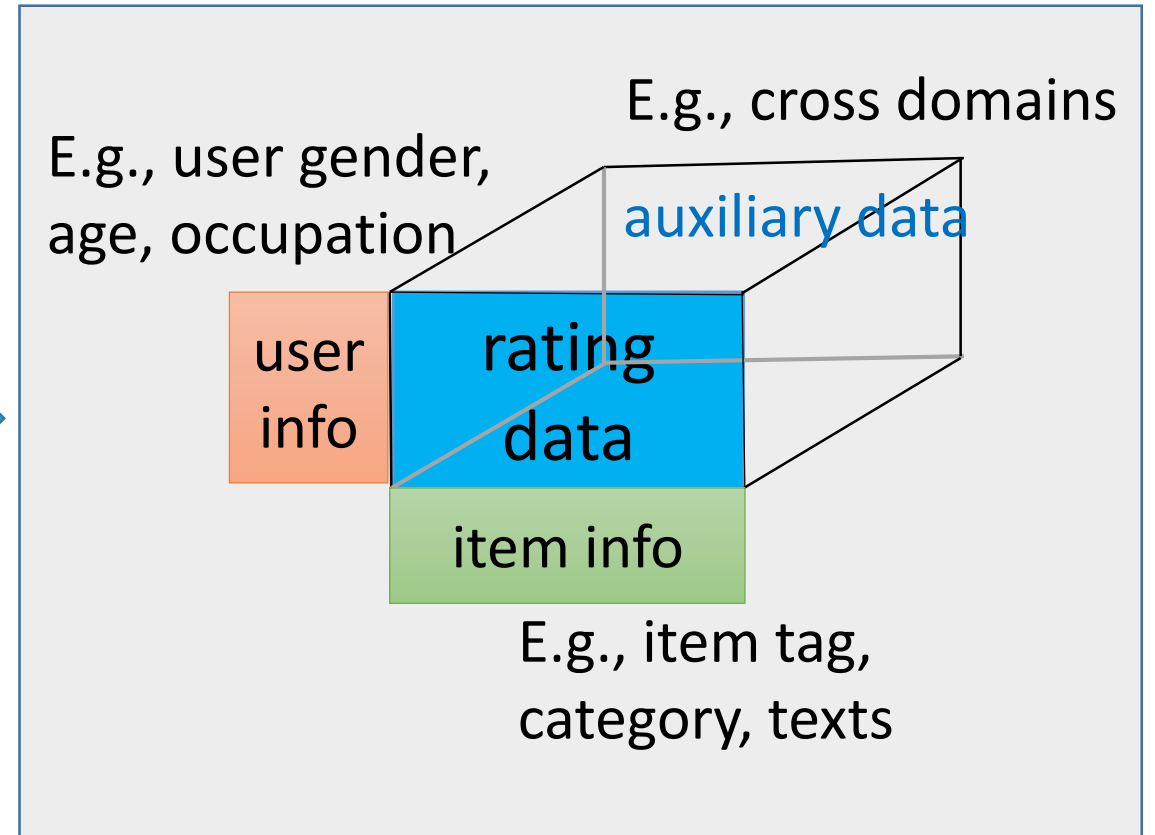 E.g., cross domains
E.g., user gender,
age, occupation
auxiliary data
user
info
rating
data
item info
E.g., item tag,
category, texts